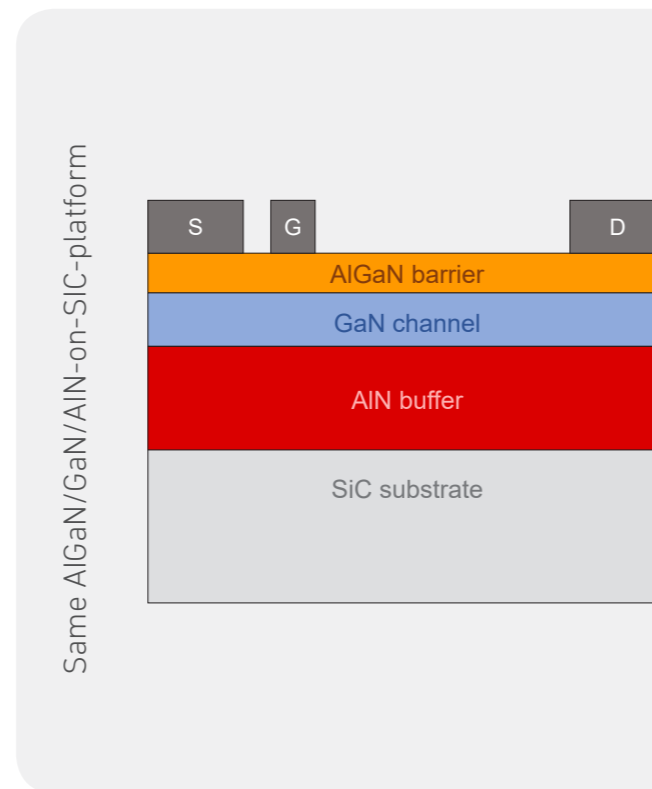 Same AlGaN/GaN/AlN-on-SiC-platform
S G D
AlGaN barrier
GaN channel
AlN buffer
SiC substrate